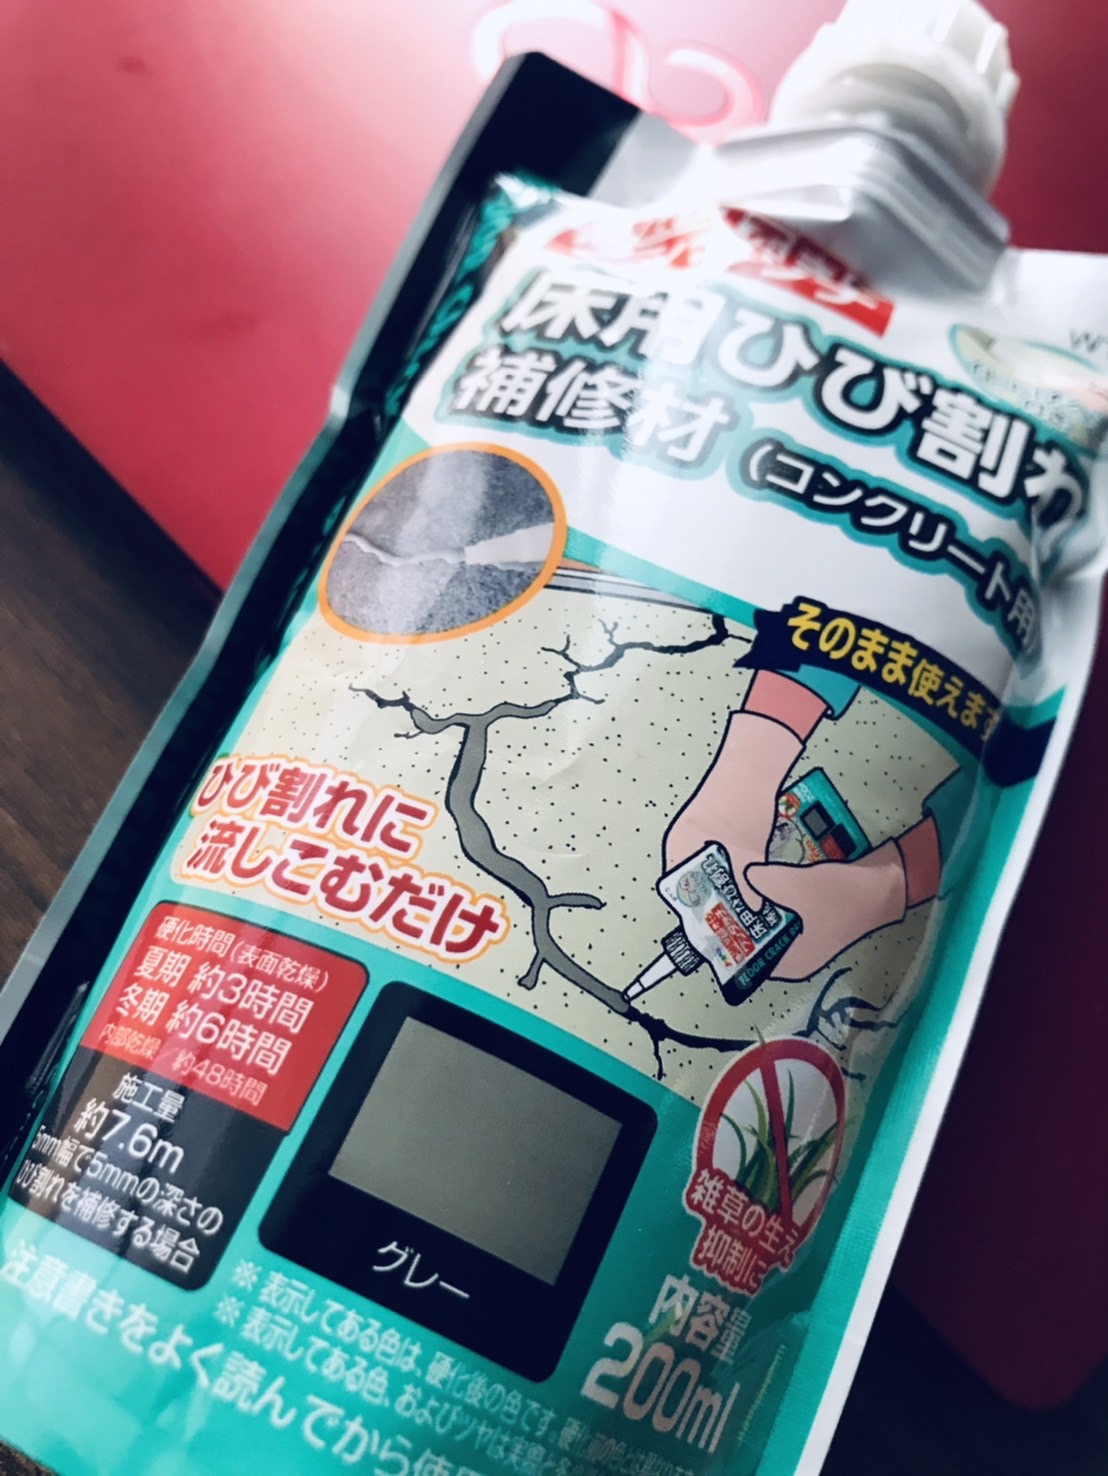 床用ひび割れ
補修材
(コンクリート用)
そのまま使えます
ひび割れに
流しこむだけ
硬化時間(表面乾燥)
夏期 約3時間
冬期 約6時間
内部乾燥 約48時間
施工量
約7.6m
5mm幅で5mmの深さの
ひび割れを補修する場合
グレー
雑草の生え
抑制に
内容量
200ml
※表示してある色は、硬化後の色です。
※表示してある色、およびツヤは実際と
注意書きをよく読んでから使